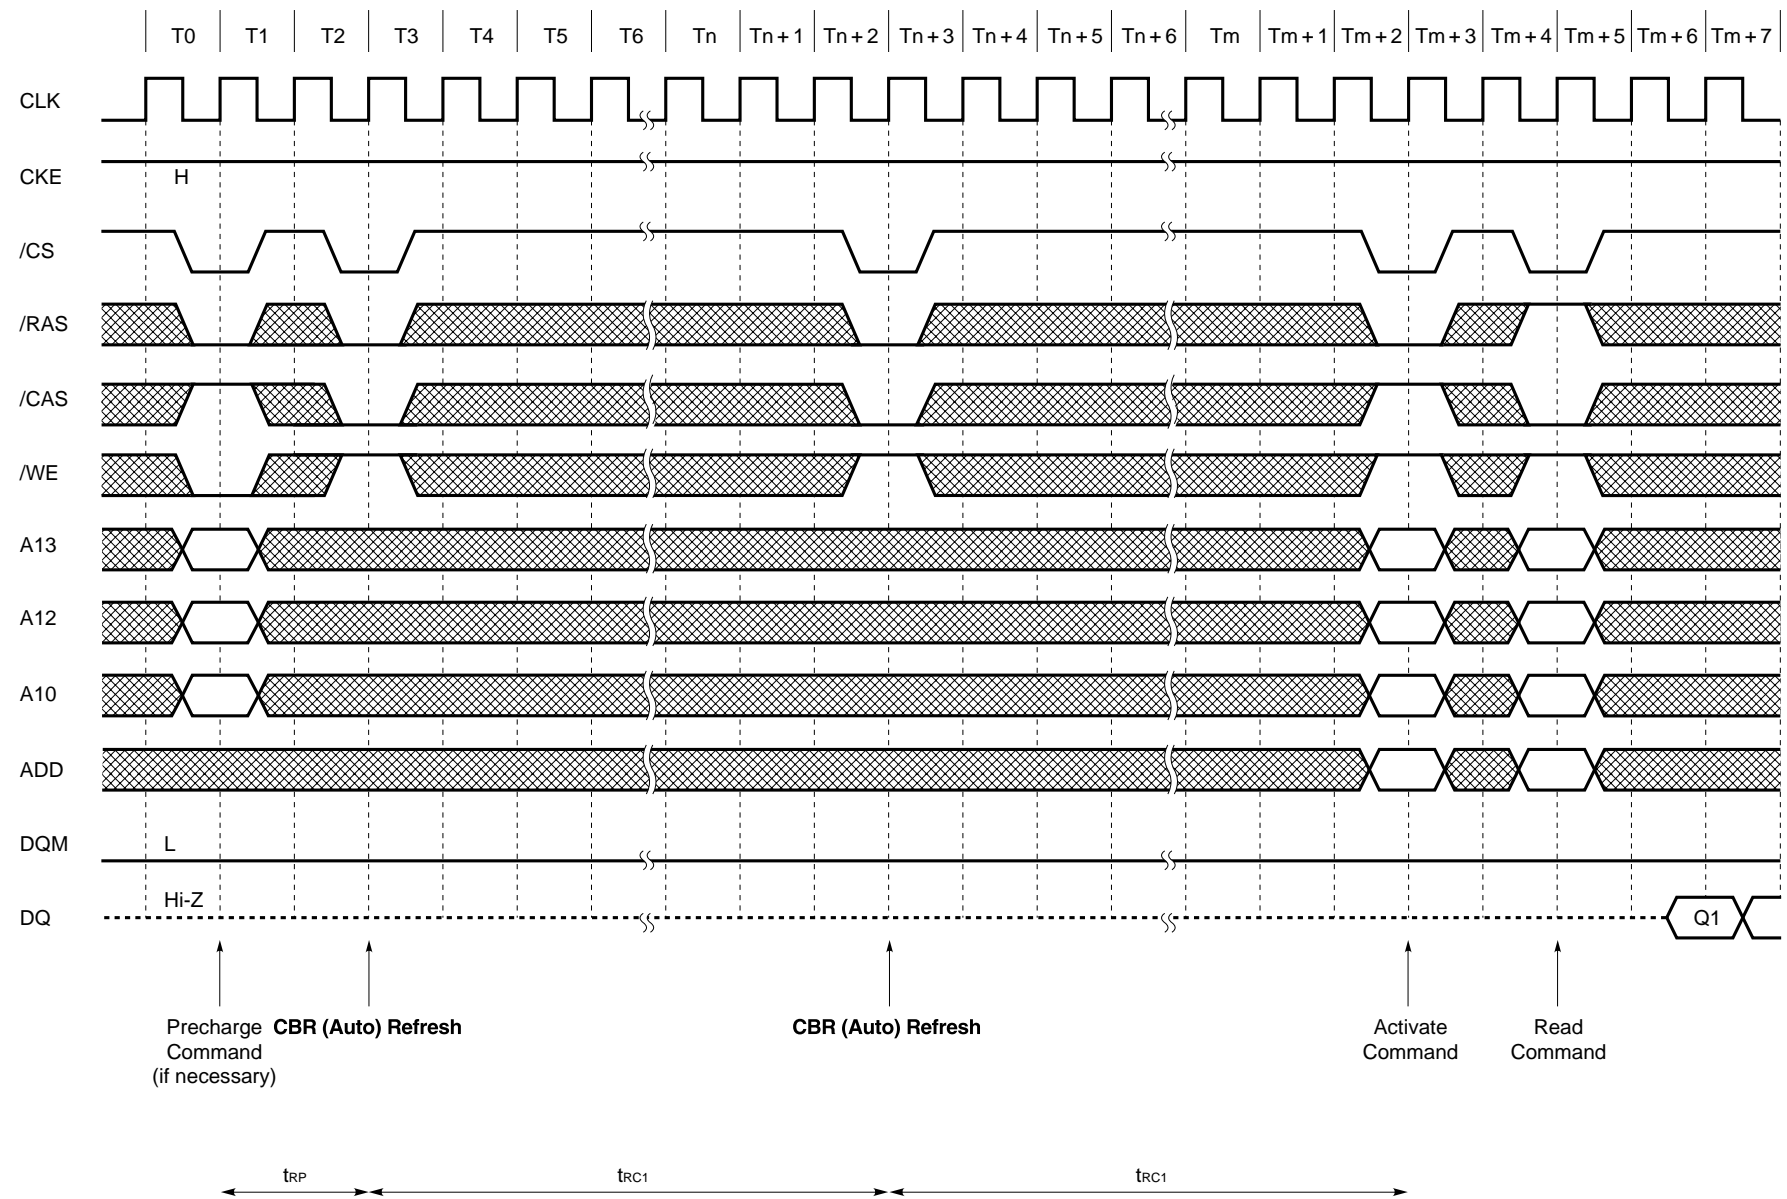 T0 T1 T2 T3 T4 T5 T6 Tn Tn + 1 Tn + 2 Tn + 3 Tn + 4 Tn + 5 Tn + 6 Tm Tm + 1 Tm + 2 Tm + 3 Tm + 4 Tm + 5 Tm + 6 Tm + 7
CLK
CKE H
/CS
/RAS
/CAS
/WE
A13
A12
A10
ADD
DQM L
Hi-Z
DQ Q1
Precharge
Command
(if necessary)
CBR (Auto) Refresh
CBR (Auto) Refresh
Activate
Command
Read
Command
tRP tRC1 tRC1